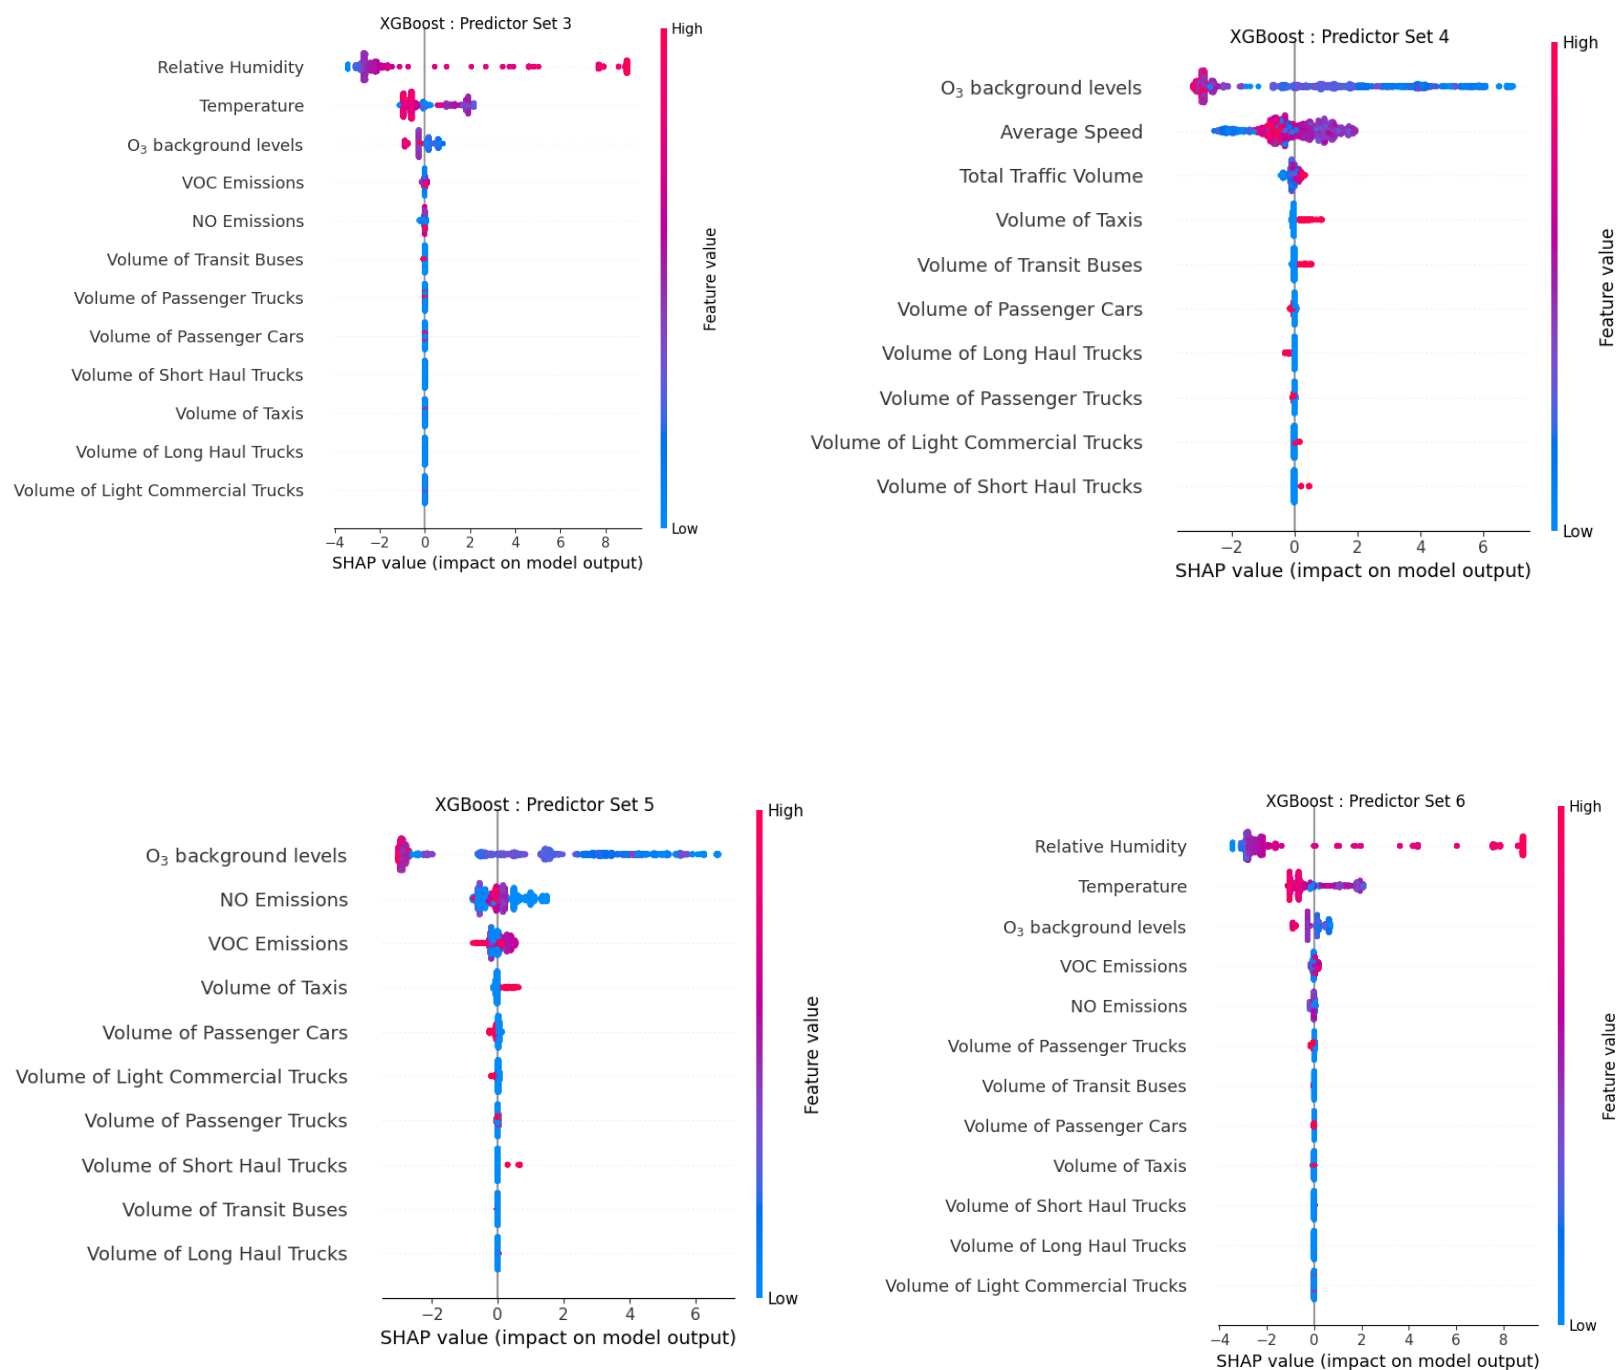 XGBoost : Predictor Set 3
High
Relative Humidity
Temperature
O₃ background levels
VOC Emissions
NO Emissions
Volume of Transit Buses
Volume of Passenger Trucks
Volume of Passenger Cars
Volume of Short Haul Trucks
Volume of Taxis
Volume of Long Haul Trucks
Volume of Light Commercial Trucks
Feature value
Low
−4 −2 0 2 4 6 8
SHAP value (impact on model output)
XGBoost : Predictor Set 4
High
O₃ background levels
Average Speed
Total Traffic Volume
Volume of Taxis
Volume of Transit Buses
Volume of Passenger Cars
Volume of Long Haul Trucks
Volume of Passenger Trucks
Volume of Light Commercial Trucks
Volume of Short Haul Trucks
Feature value
Low
−2 0 2 4 6
SHAP value (impact on model output)
XGBoost : Predictor Set 5
High
O₃ background levels
NO Emissions
VOC Emissions
Volume of Taxis
Volume of Passenger Cars
Volume of Light Commercial Trucks
Volume of Passenger Trucks
Volume of Short Haul Trucks
Volume of Transit Buses
Volume of Long Haul Trucks
Feature value
Low
−2 0 2 4 6
SHAP value (impact on model output)
XGBoost : Predictor Set 6
High
Relative Humidity
Temperature
O₃ background levels
VOC Emissions
NO Emissions
Volume of Passenger Trucks
Volume of Transit Buses
Volume of Passenger Cars
Volume of Taxis
Volume of Short Haul Trucks
Volume of Long Haul Trucks
Volume of Light Commercial Trucks
Feature value
Low
−4 −2 0 2 4 6 8
SHAP value (impact on model output)